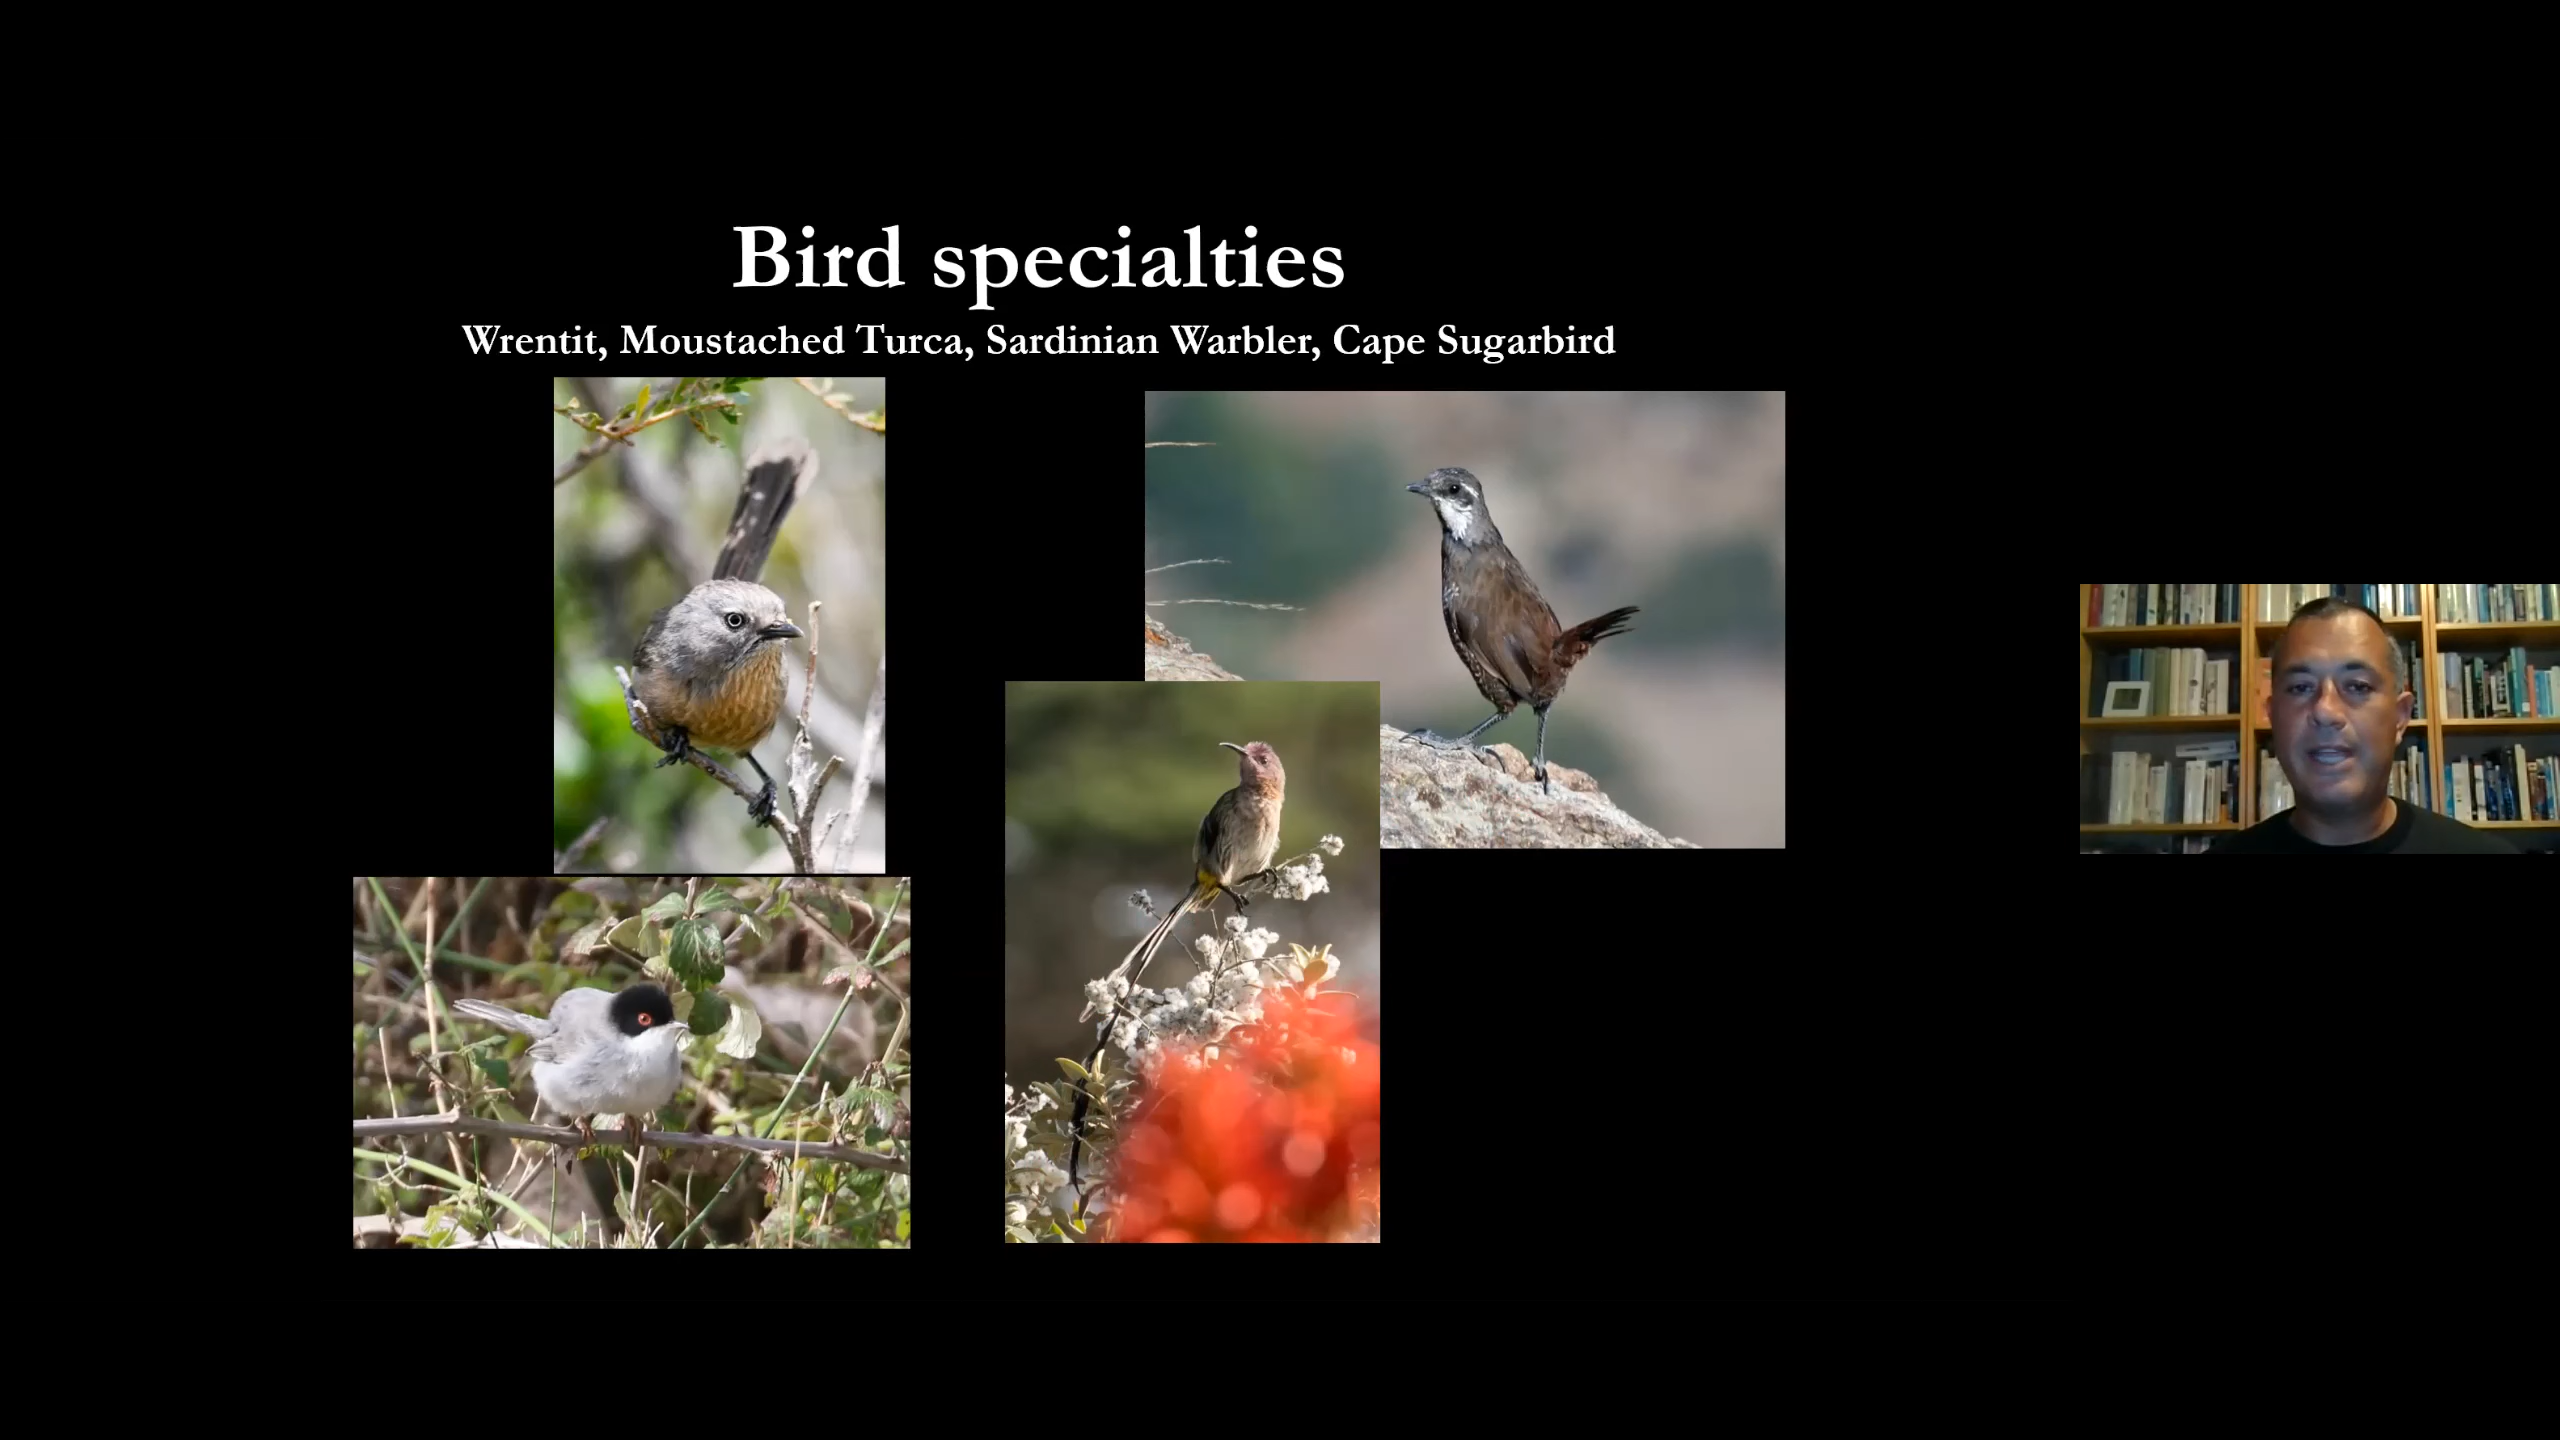 Bird specialties
Wrentit, Moustached Turca, Sardinian Warbler, Cape Sugarbird